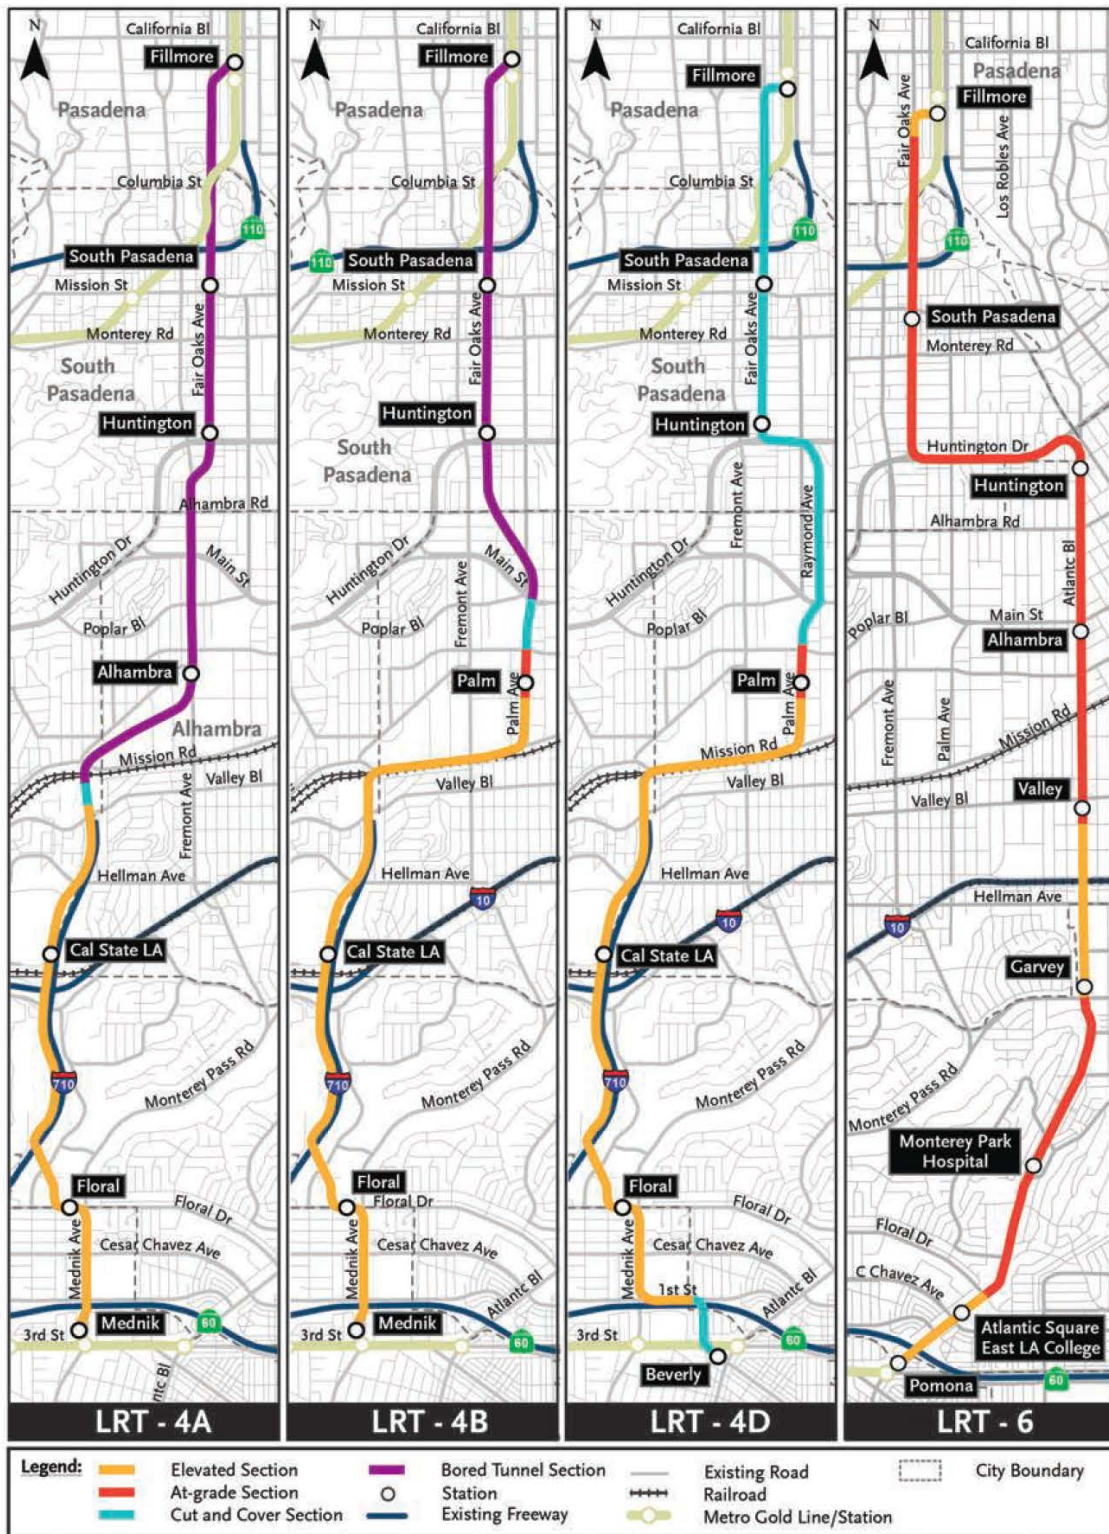 N
California Bl
Fillmore
Pasadena
Columbia St
110
South Pasadena
Mission St
Monterey Rd
Fair Oaks Ave
South
Pasadena
Huntington
Alhambra Rd
Huntington Dr
Main St
Poplar Bl
Alhambra
Alhambra
Mission Rd
Valley Bl
Fremont Ave
Hellman Ave
Cal State LA
710
Monterey Pass Rd
Floral
Floral Dr
Mednik Ave
Cesar Chavez Ave
Mednik
60
3rd St
LRT - 4A
N
California Bl
Fillmore
Pasadena
Columbia St
110
South Pasadena
Mission St
Monterey Rd
Fair Oaks Ave
Huntington
South
Pasadena
Huntington Dr
Main St
Fremont Ave
Poplar Bl
Palm
Palm Ave
Valley Bl
Hellman Ave
10
Cal State LA
710
Monterey Pass Rd
Floral
Floral Dr
Mednik Ave
Cesar Chavez Ave
Atlantc Bl
Mednik
3rd St
60
LRT - 4B
N
California Bl
Fillmore
Pasadena
Columbia St
110
South Pasadena
Mission St
Monterey Rd
Fair Oaks Ave
South
Pasadena
Huntington
Fremont Ave
Raymond Ave
Huntington Dr
Poplar Bl
Palm
Palm Ave
Mission Rd
Valley Bl
Hellman Ave
10
Cal State LA
710
Monterey Pass Rd
Floral
Floral Dr
Mednik Ave
Cesar Chavez Ave
1st St
Atlantc Bl
3rd St
60
Beverly
LRT - 4D
N
California Bl
Pasadena
Fillmore
Fair Oaks Ave
Los Robles Ave
110
South Pasadena
Monterey Rd
Huntington Dr
Huntington
Alhambra Rd
Atlantc Bl
Poplar Bl
Main St
Alhambra
Fremont Ave
Palm Ave
Mission Rd
Valley
Valley Bl
Hellman Ave
10
Garvey
Monterey Pass Rd
Monterey Park
Hospital
Floral Dr
C Chavez Ave
Atlantic Square
East LA College
Pomona
60
LRT - 6
Legend:
Elevated Section
At-grade Section
Cut and Cover Section
Bored Tunnel Section
Station
Existing Freeway
Existing Road
Railroad
Metro Gold Line/Station
City Boundary